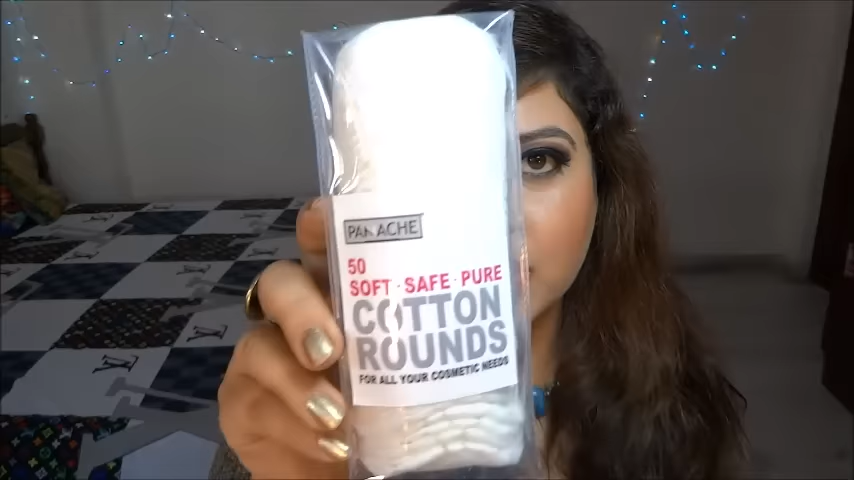 PANACHE
50
SOFT · SAFE · PURE
COTTON
ROUNDS
FOR ALL YOUR COSMETIC NEEDS